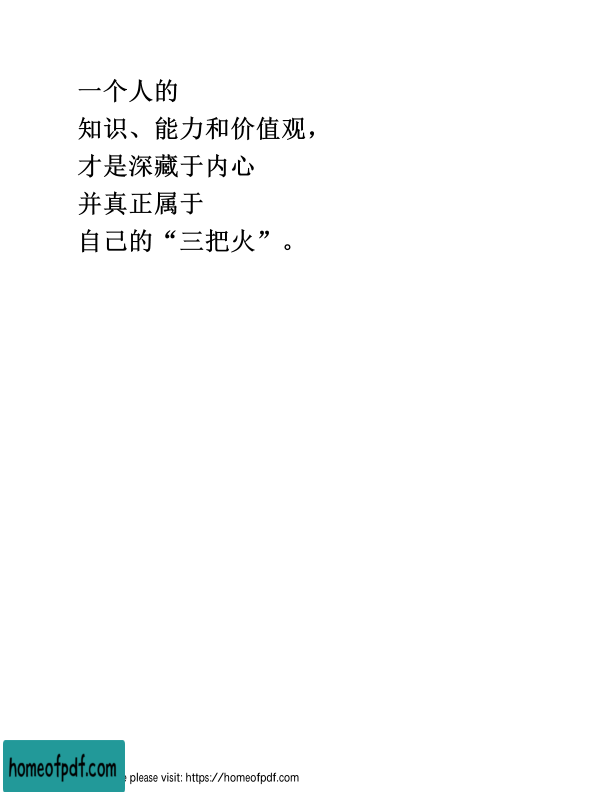 一个人的
知识、能力和价值观，
才是深藏于内心
并真正属于
自己的“三把火”。
homeofpdf.com
please visit: https://homeofpdf.com